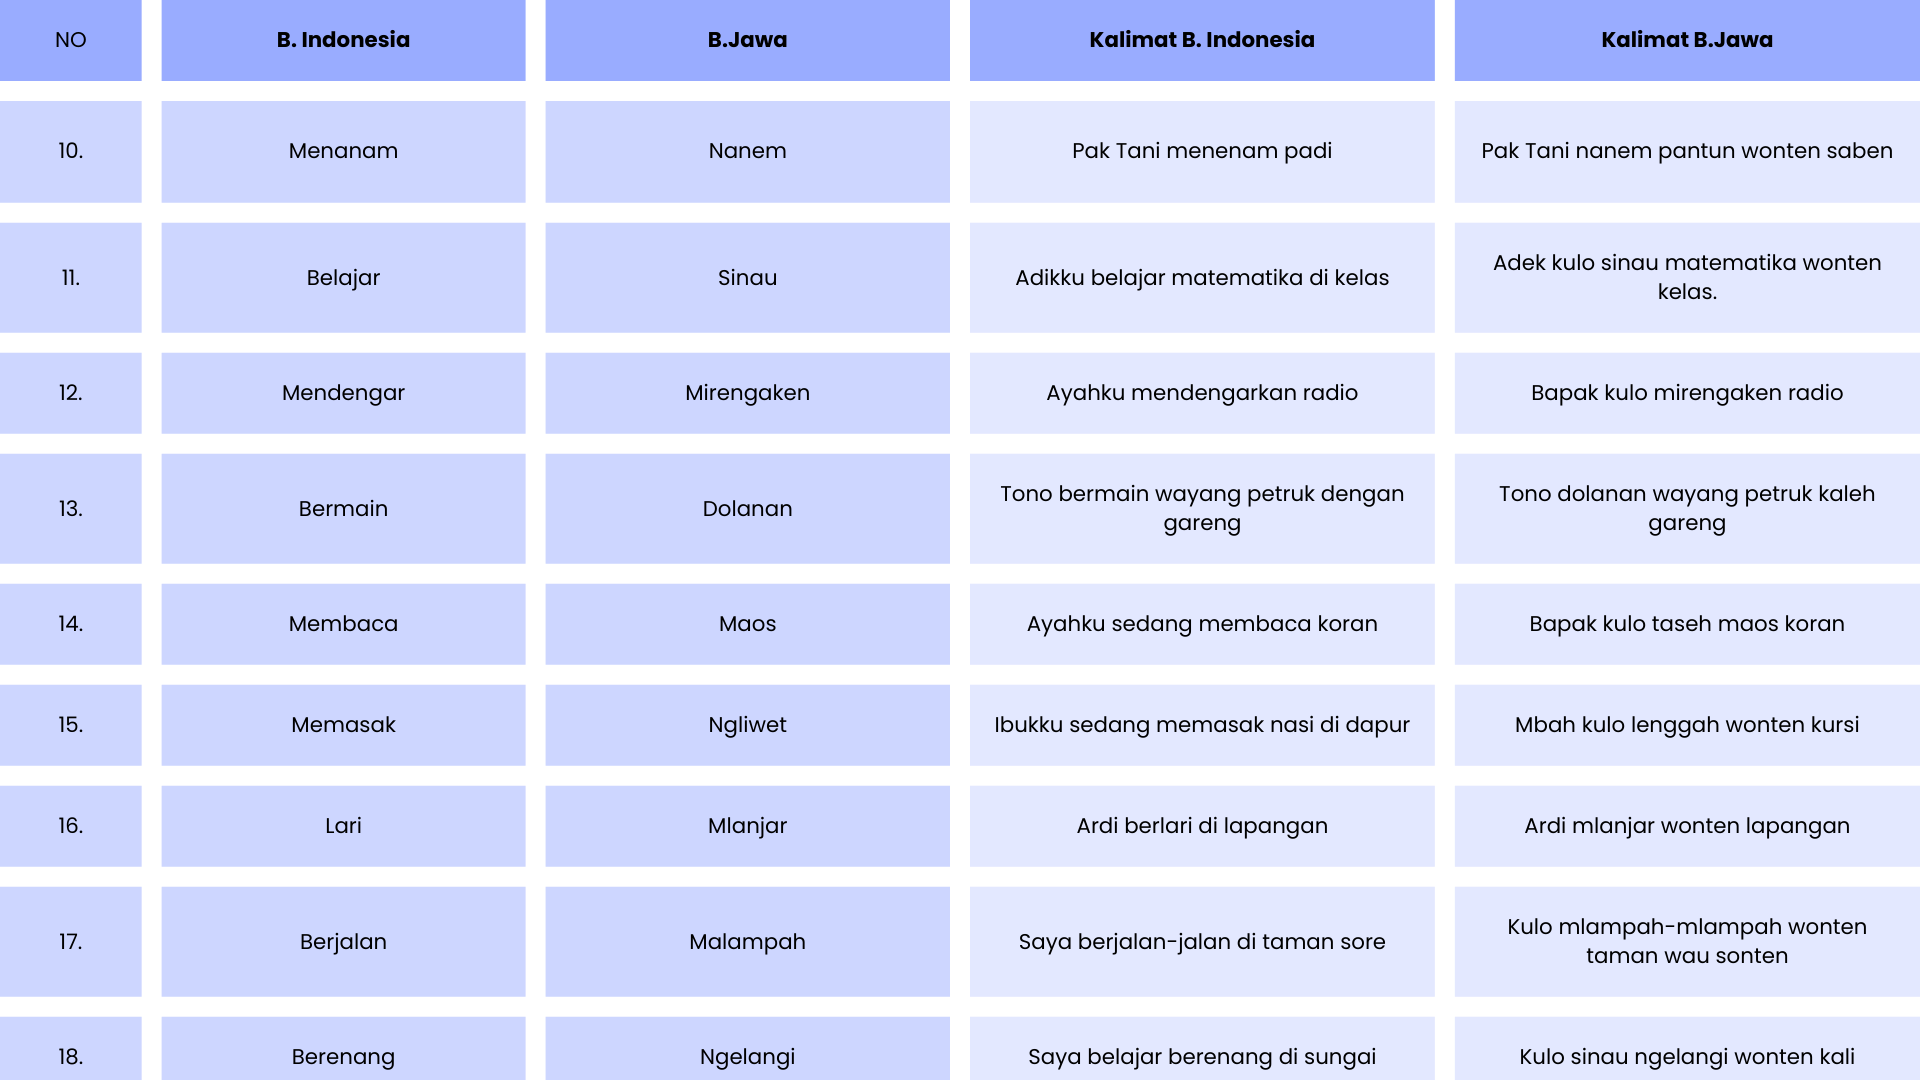 NO
B. Indonesia
B.Jawa
Kalimat B. Indonesia
Kalimat B.Jawa
10.
Menanam
Nanem
Pak Tani menenam padi
Pak Tani nanem pantun wonten saben
11.
Belajar
Sinau
Adikku belajar matematika di kelas
Adek kulo sinau matematika wonten
kelas.
12.
Mendengar
Mirengaken
Ayahku mendengarkan radio
Bapak kulo mirengaken radio
13.
Bermain
Dolanan
Tono bermain wayang petruk dengan
gareng
Tono dolanan wayang petruk kaleh
gareng
14.
Membaca
Maos
Ayahku sedang membaca koran
Bapak kulo taseh maos koran
15.
Memasak
Ngliwet
Ibukku sedang memasak nasi di dapur
Mbah kulo lenggah wonten kursi
16.
Lari
Mlanjar
Ardi berlari di lapangan
Ardi mlanjar wonten lapangan
17.
Berjalan
Malampah
Saya berjalan-jalan di taman sore
Kulo mlampah-mlampah wonten
taman wau sonten
18.
Berenang
Ngelangi
Saya belajar berenang di sungai
Kulo sinau ngelangi wonten kali